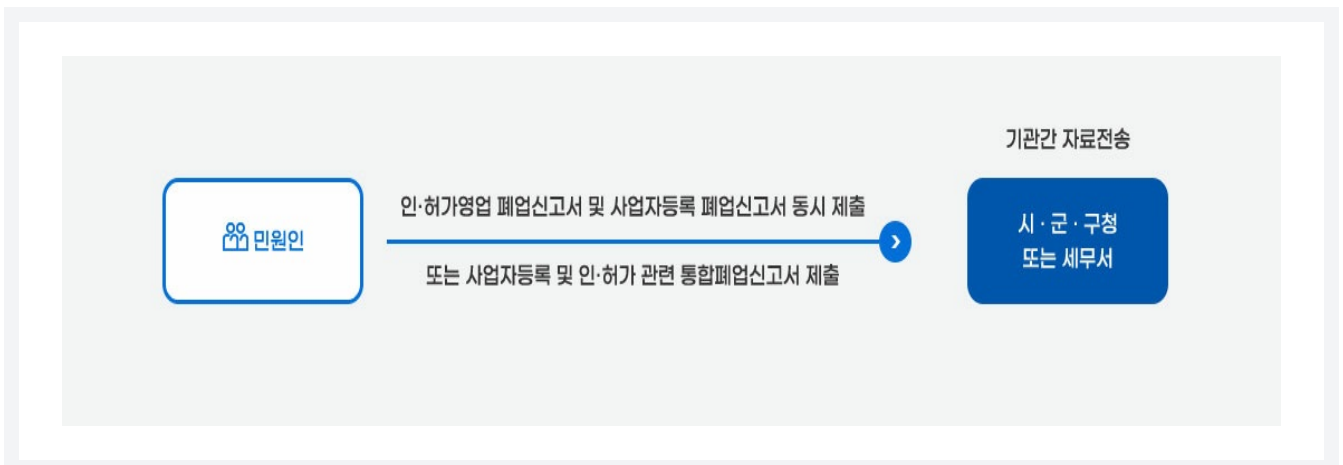 민원인
인·허가영업 폐업신고서 및 사업자등록 폐업신고서 동시 제출
또는 사업자등록 및 인·허가 관련 통합폐업신고서 제출
기관간 자료전송
시·군·구청
또는 세무서